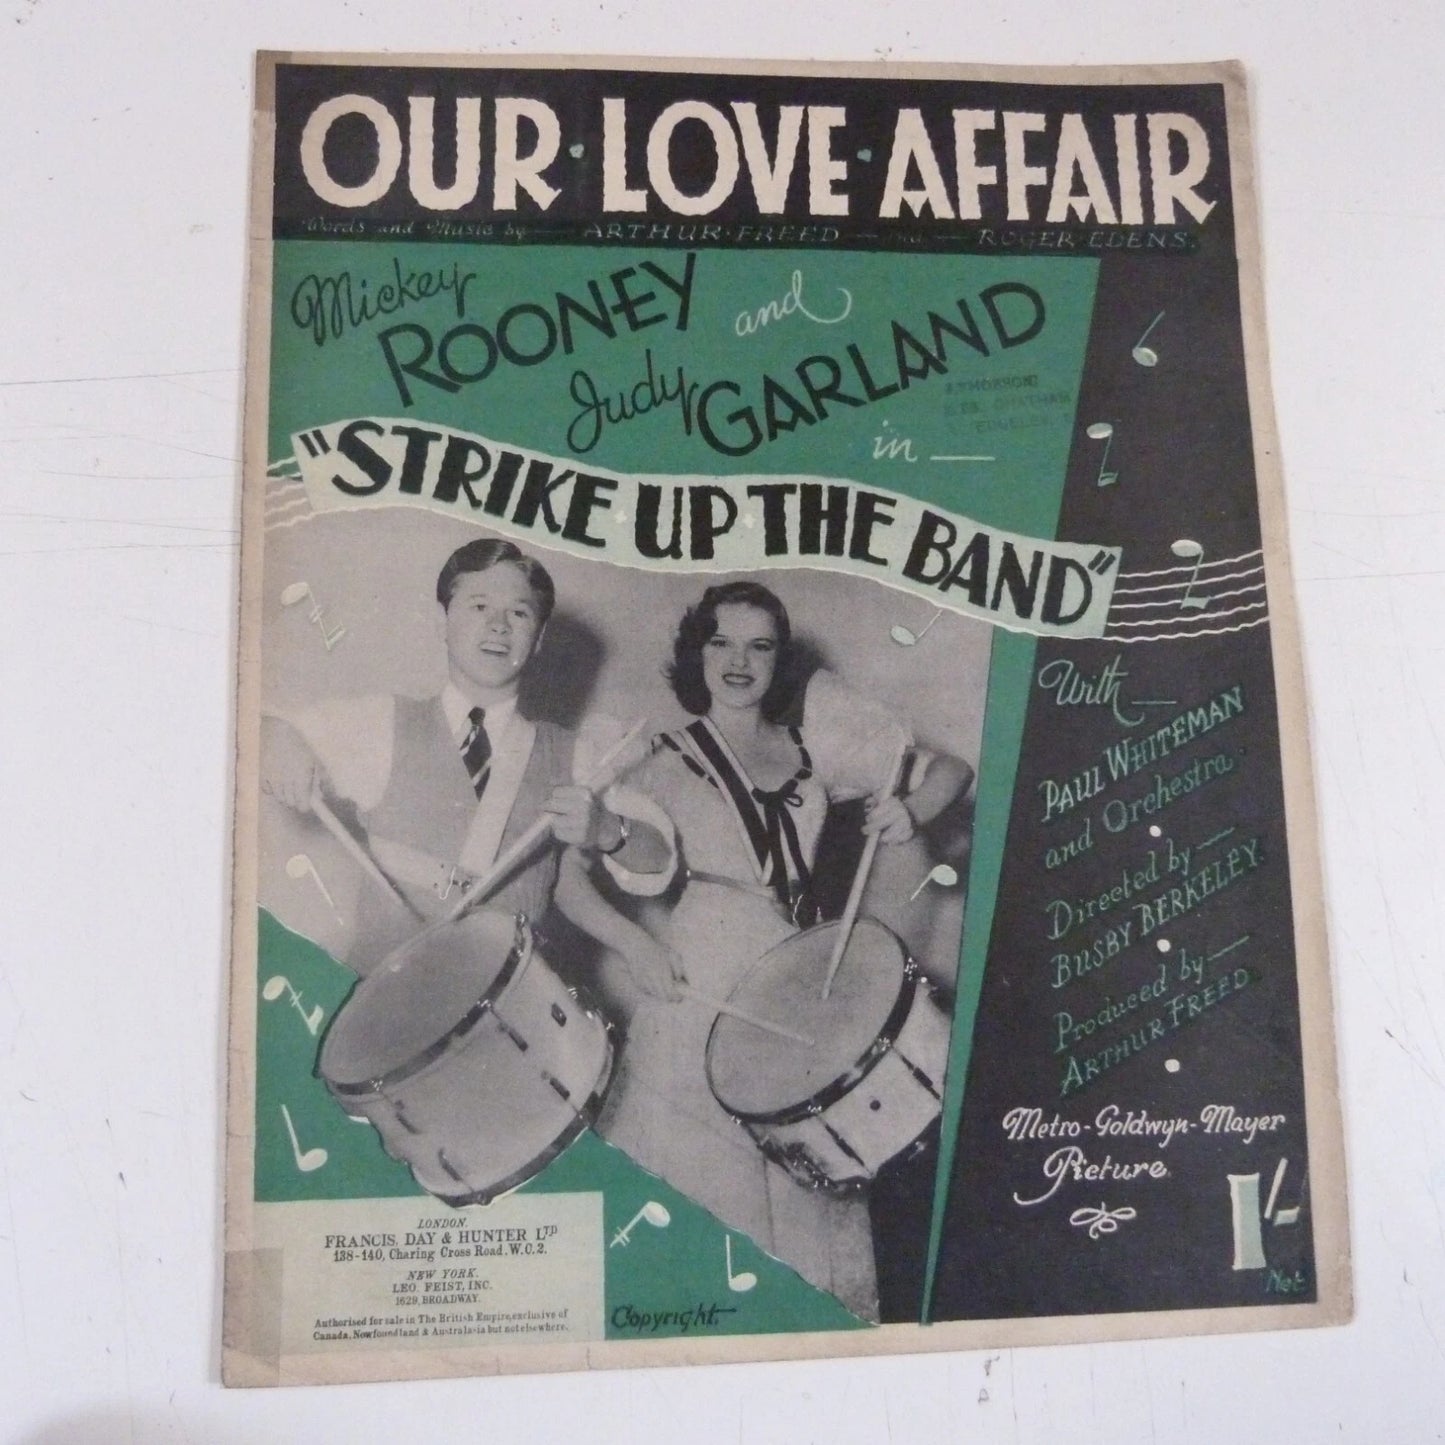 OUR · LOVE · AFFAIR
Words and Music by — ARTHUR · FREED — and — ROGER EDENS.
Mickey
ROONEY and
Judy
GARLAND
in —
"STRIKE · UP · THE BAND"
With —
PAUL WHITEMAN
and Orchestra.
Directed by —
BUSBY BERKELEY.
Produced by —
ARTHUR FREED
Metro-Goldwyn-Mayer
Picture
1/-
Net
LONDON.
FRANCIS, DAY & HUNTER LTD
138-140, Charing Cross Road, W.C.2.
NEW YORK.
LEO. FEIST, INC.
1629, BROADWAY.
Authorised for sale in The British Empire, exclusive of
Canada, Newfoundland & Australasia but not elsewhere.
Copyright.